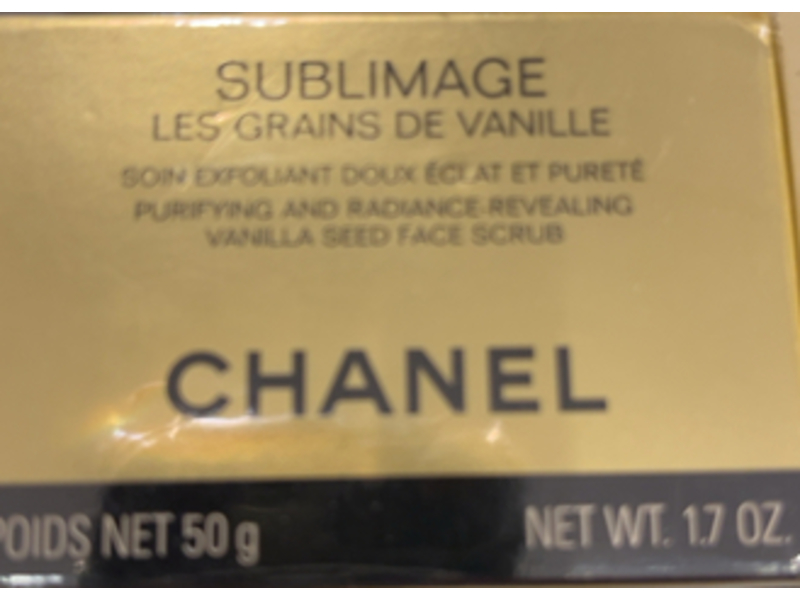 SUBLIMAGE
LES GRAINS DE VANILLE
SOIN EXFOLIANT DOUX ÉCLAT ET PURETÉ
PURIFYING AND RADIANCE-REVEALING
VANILLA SEED FACE SCRUB
CHANEL
POIDS NET 50 g NET WT. 1.7 OZ.